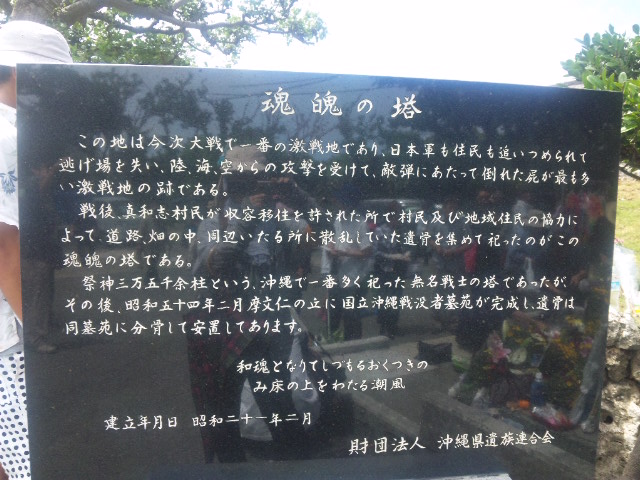 魂魄の塔
この地は今次大戦で一番の激戦地であり、日本軍も住民も追いつめられて
逃げ場を失い、陸、海、空からの攻撃を受けて、敵弾にあたって倒れた屍が最も多
い激戦地の跡である。
戦後、真和志村民が収容移住を許された所で村民及び地域住民の協力に
よって、道路、畑の中、周辺いたる所に散乱していた遺骨を集めて祀ったのがこの
魂魄の塔である。
祭神三万五千余柱という、沖縄で一番多く祀った無名戦士の塔であったが、
その後、昭和五十四年二月摩文仁の丘に国立沖縄戦没者墓苑が完成し、遺骨は
同墓苑に分骨して安置してあります。
和魂となりてしづもるおくつきの
み床の上をわたる潮風
建立年月日 昭和二十一年二月
財団法人 沖縄県遺族連合会